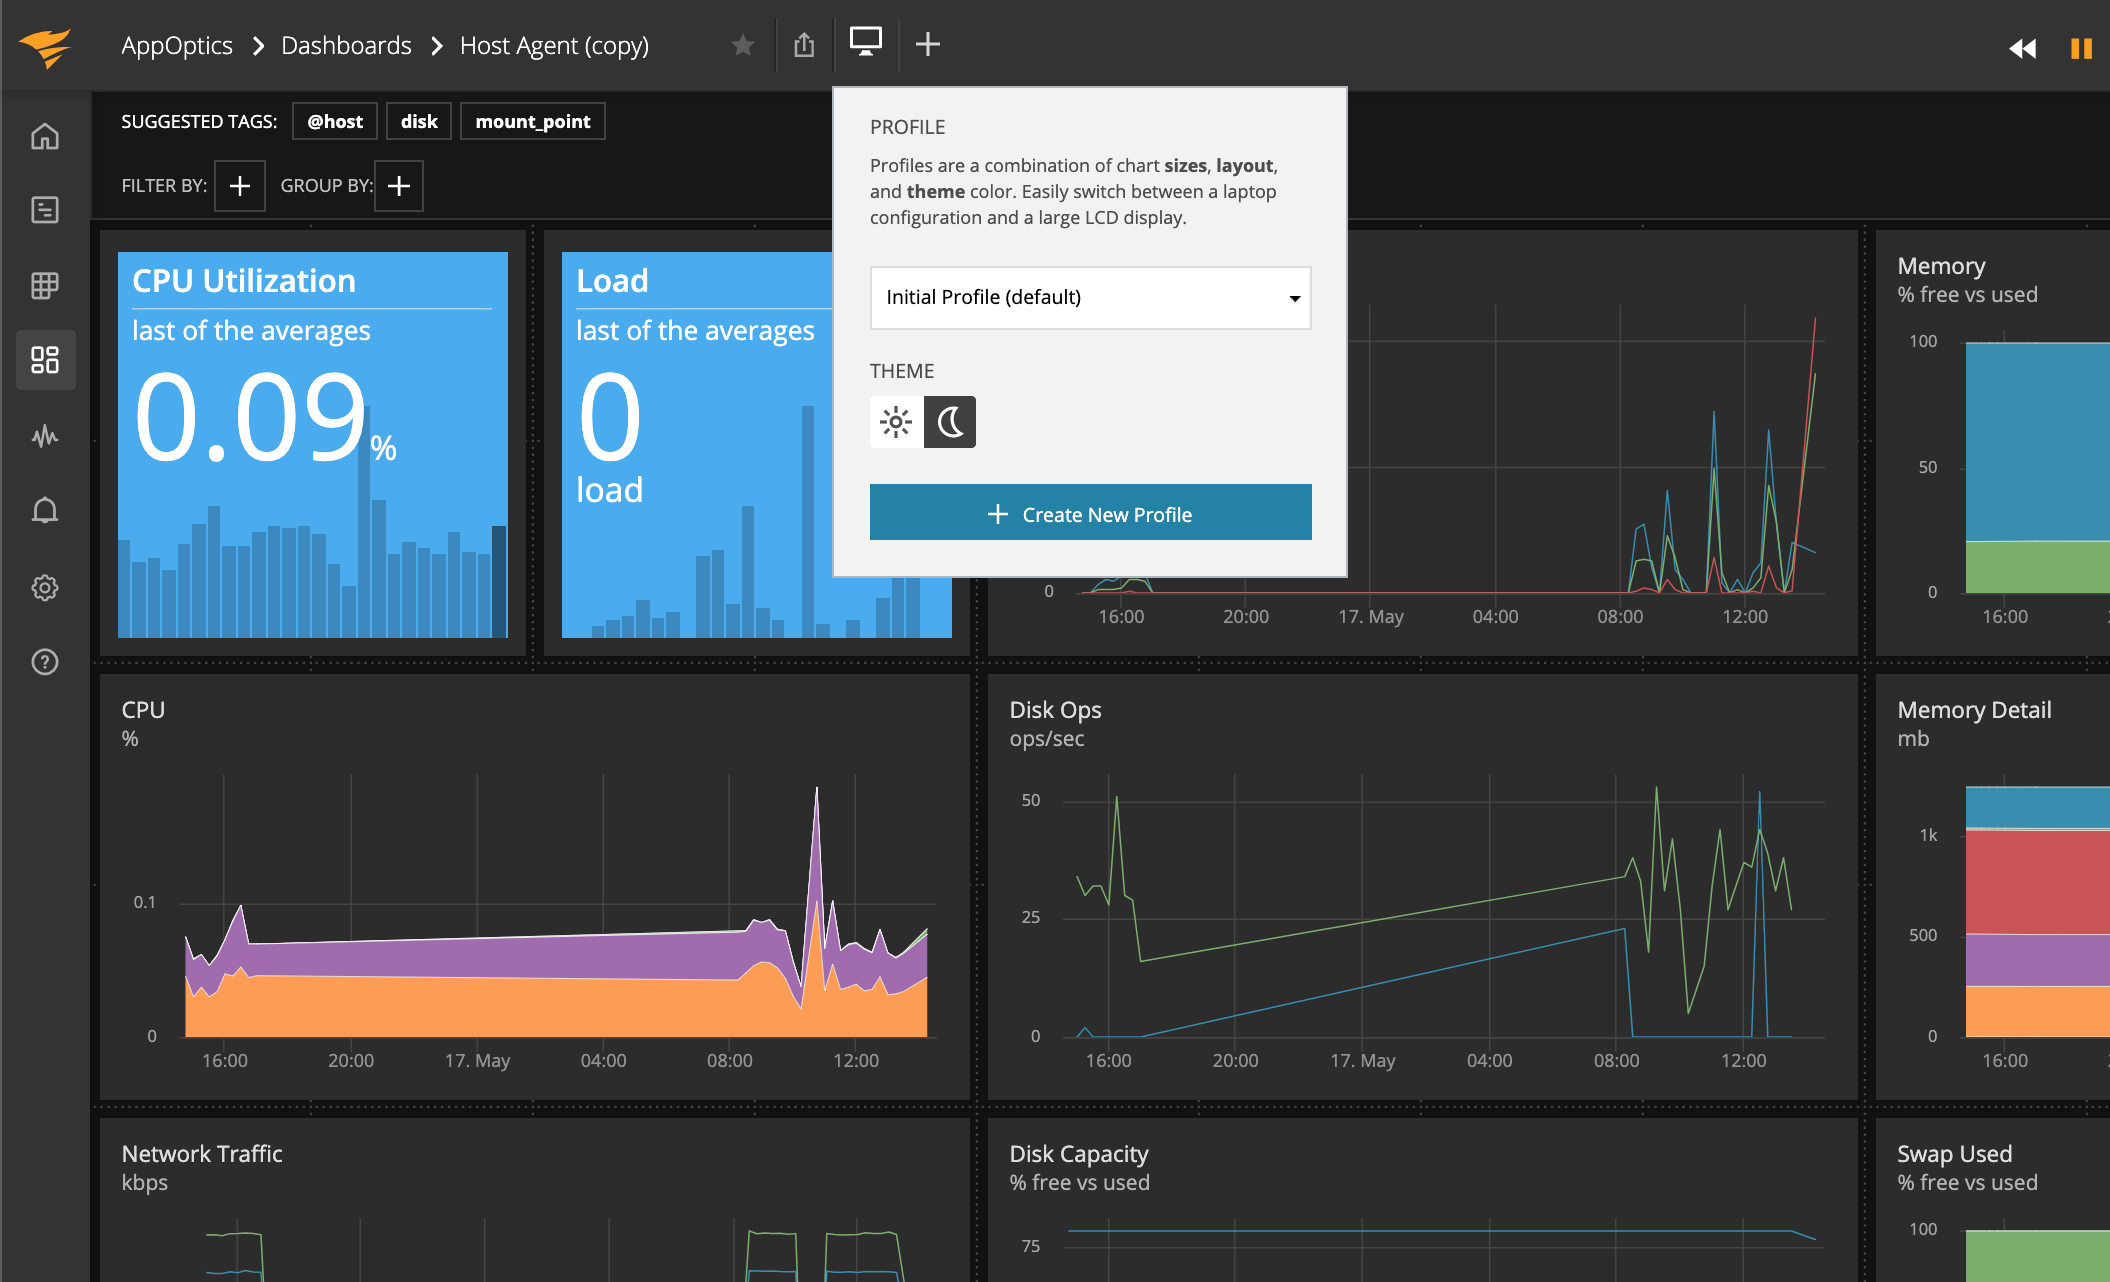 AppOptics > Dashboards > Host Agent (copy)
SUGGESTED TAGS: @host disk mount_point
FILTER BY: + GROUP BY: +
PROFILE
Profiles are a combination of chart sizes, layout,
and theme color. Easily switch between a laptop
configuration and a large LCD display.
Initial Profile (default)
THEME
+ Create New Profile
CPU Utilization
last of the averages
0.09%
Load
last of the averages
0
load
0
16:00 20:00 17. May 04:00 08:00 12:00
Memory
% free vs used
100
50
0
16:00
CPU
%
0.1
0
16:00 20:00 17. May 04:00 08:00 12:00
Disk Ops
ops/sec
50
25
0
16:00 20:00 17. May 04:00 08:00 12:00
Memory Detail
mb
1k
500
0
16:00
Network Traffic
kbps
Disk Capacity
% free vs used
75
Swap Used
% free vs used
100